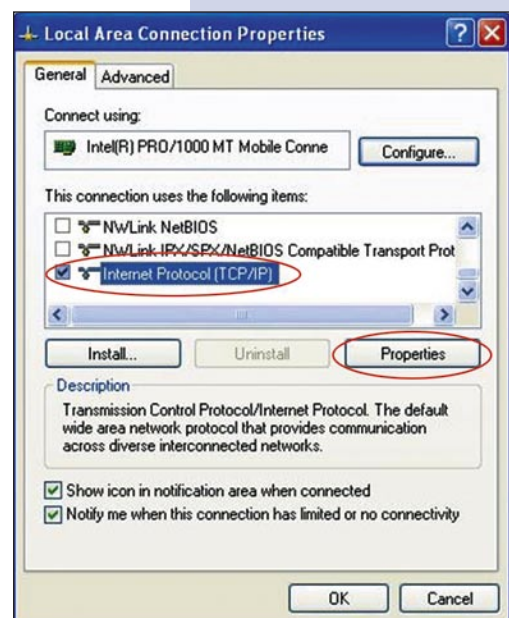 Local Area Connection Properties
General
Advanced
Connect using:
Intel(R) PRO/1000 MT Mobile Conne
Configure...
This connection uses the following items:
NWLink NetBIOS
NWLink IPX/SPX/NetBIOS Compatible Transport Prot
Internet Protocol (TCP/IP)
Install...
Uninstall
Properties
Description
Transmission Control Protocol/Internet Protocol. The default
wide area network protocol that provides communication
across diverse interconnected networks.
Show icon in notification area when connected
Notify me when this connection has limited or no connectivity
OK
Cancel